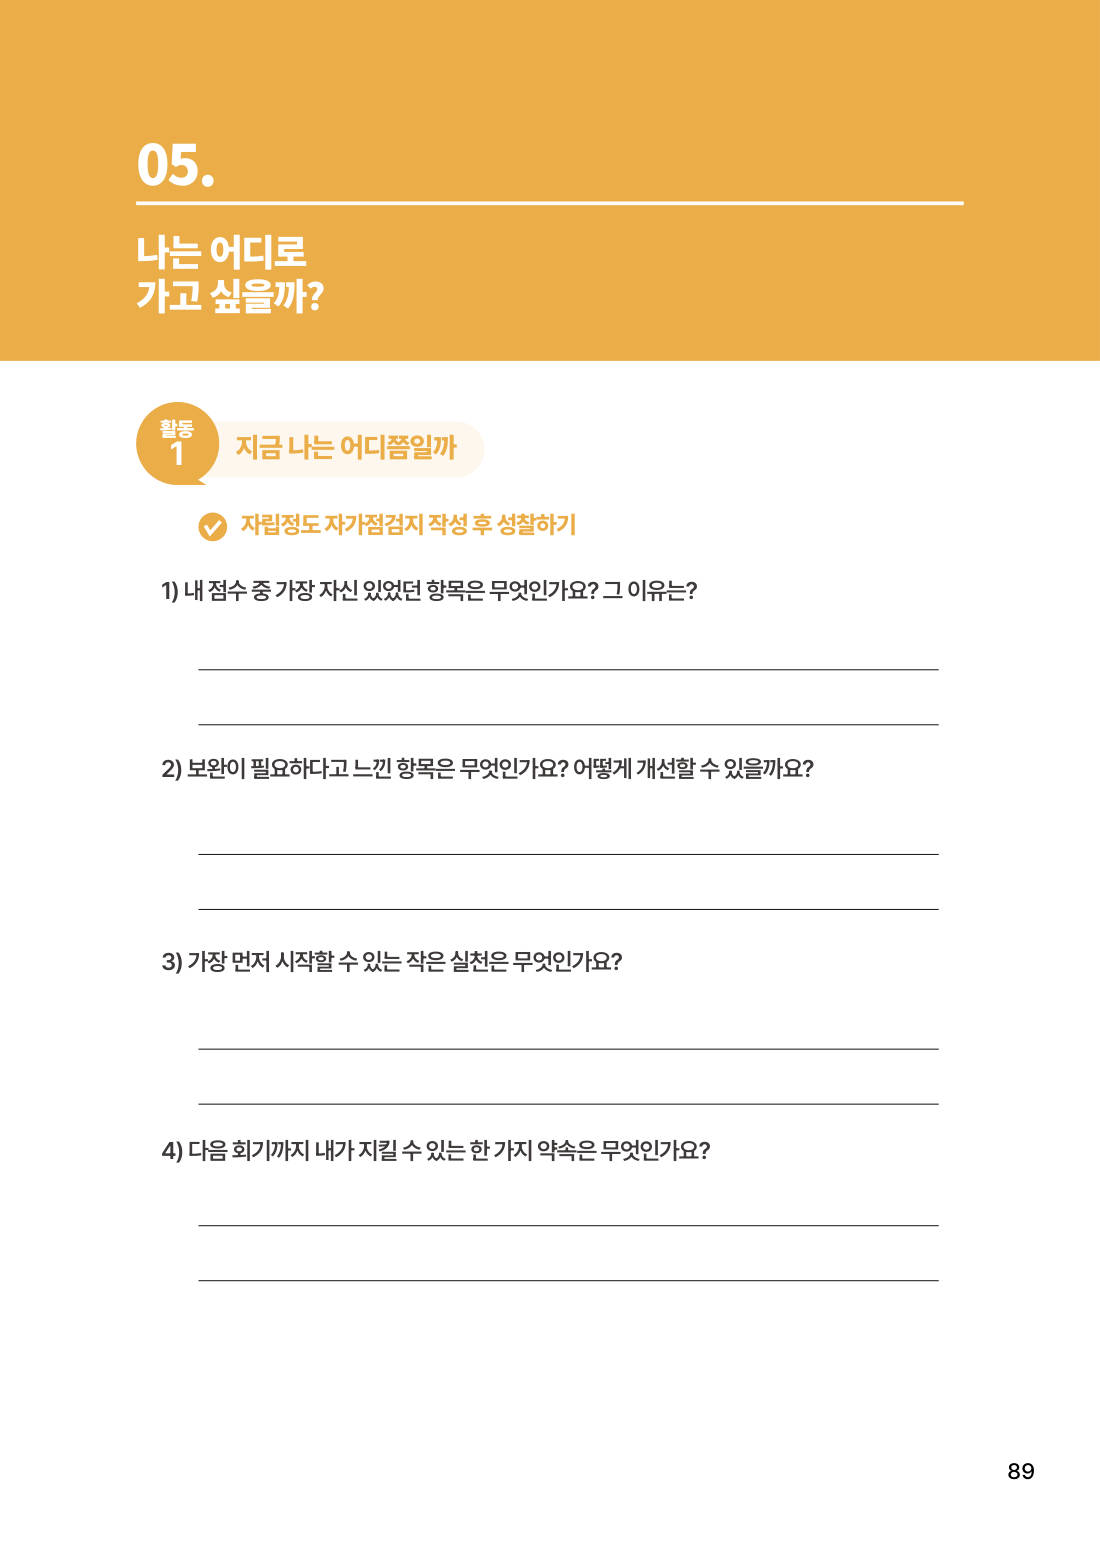 05.
나는 어디로
가고 싶을까?
활동
1
지금 나는 어디쯤일까
자립정도 자가점검지 작성 후 성찰하기
1) 내 점수 중 가장 자신 있었던 항목은 무엇인가요? 그 이유는?
2) 보완이 필요하다고 느낀 항목은 무엇인가요? 어떻게 개선할 수 있을까요?
3) 가장 먼저 시작할 수 있는 작은 실천은 무엇인가요?
4) 다음 회기까지 내가 지킬 수 있는 한 가지 약속은 무엇인가요?
89